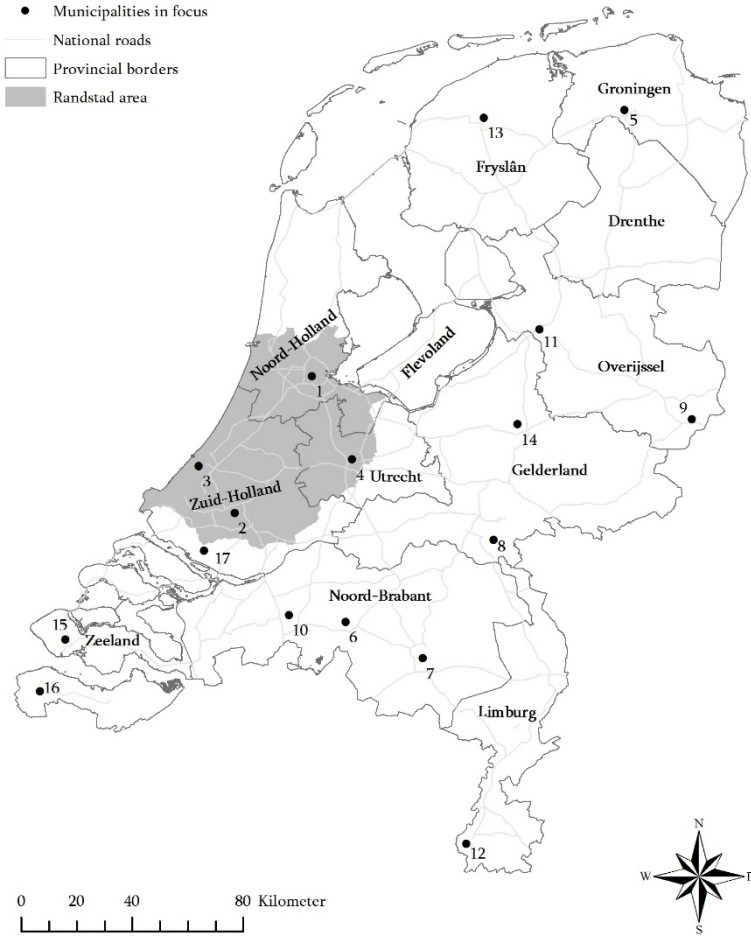 Municipalities in focus
National roads
Provincial borders
Randstad area
Groningen
5
13
Fryslân
Drenthe
Noord-Holland
Flevoland
11
Overijssel
1
9
14
3
4 Utrecht
Gelderland
Zuid-Holland
2
8
17
Noord-Brabant
15
Zeeland
10
6
7
16
Limburg
12
N
W
S
0 20 40 80 Kilometer